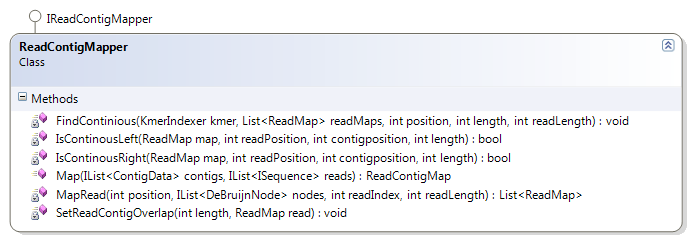 IReadContigMapper
ReadContigMapper
Class
Methods
FindContinious(KmerIndexer kmer, List<ReadMap> readMaps, int position, int length, int readLength) : void
IsContinousLeft(ReadMap map, int readPosition, int contigposition, int length) : bool
IsContinousRight(ReadMap map, int readPosition, int contigposition, int length) : bool
Map(IList<ContigData> contigs, IList<ISequence> reads) : ReadContigMap
MapRead(int position, IList<DeBruijnNode> nodes, int readIndex, int readLength) : List<ReadMap>
SetReadContigOverlap(int length, ReadMap read) : void